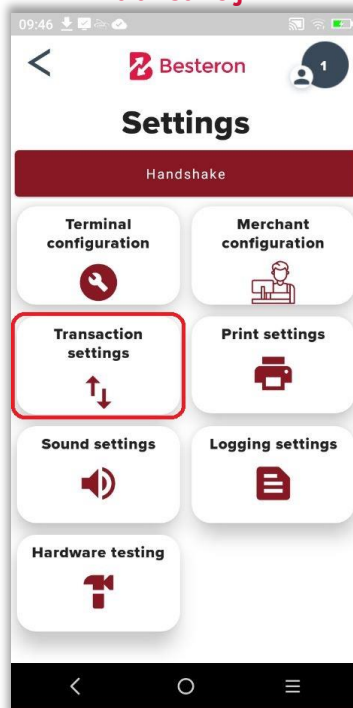 09:46
Besteron
1
Settings
Handshake
Terminal
configuration
Merchant
configuration
Transaction
settings
Print settings
Sound settings
Logging settings
Hardware testing